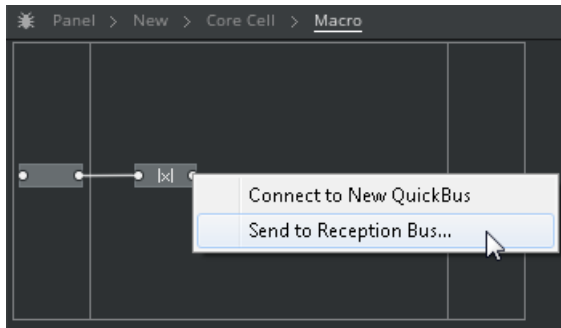 Panel > New > Core Cell > Macro
|x|
Connect to New QuickBus
Send to Reception Bus...